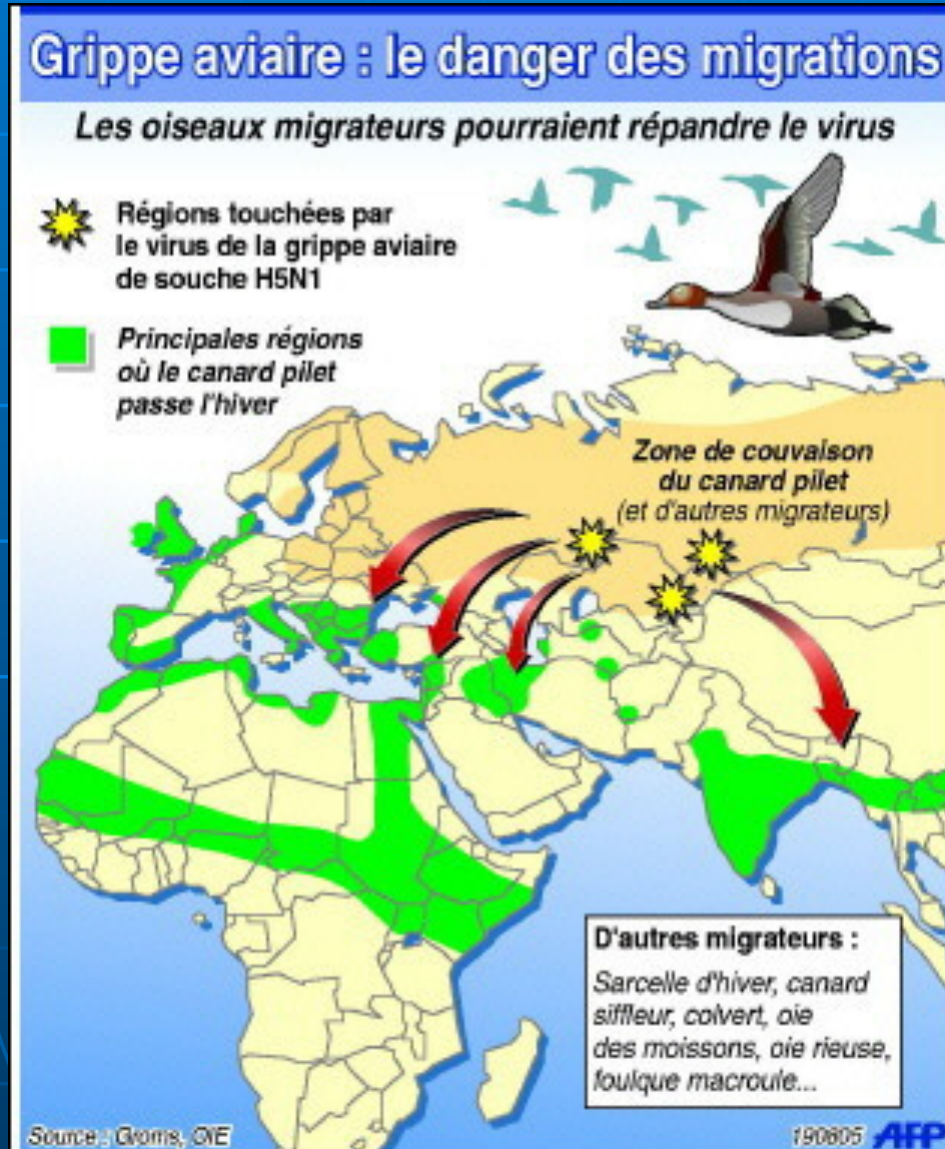 Grippe aviaire : le danger des migrations
Les oiseaux migrateurs pourraient répandre le virus
Régions touchées par
le virus de la grippe aviaire
de souche H5N1
Principales régions
où le canard pilet
passe l'hiver
Zone de couvaison
du canard pilet
(et d'autres migrateurs)
D'autres migrateurs :
Sarcelle d'hiver, canard
siffleur, colvert, oie
des moissons, oie rieuse,
foulque macroule...
Source : Groms, OIE
190805 AFP